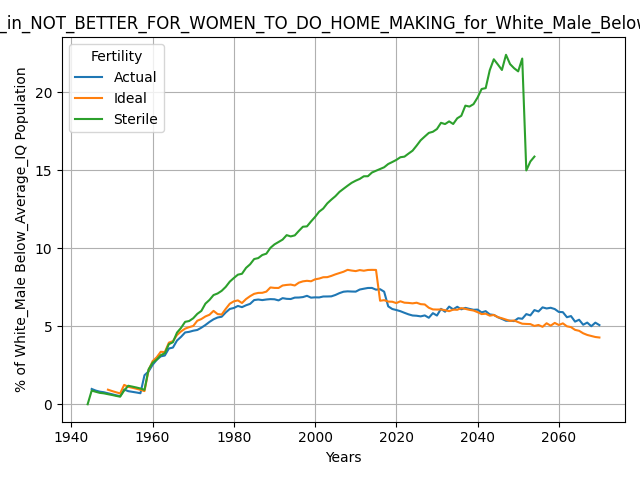 _in_NOT_BETTER_FOR_WOMEN_TO_DO_HOME_MAKING_for_White_Male_Below
Fertility
Actual
Ideal
Sterile
% of White_Male Below_Average_IQ Population
20
15
10
5
0
1940 1960 1980 2000 2020 2040 2060
Years